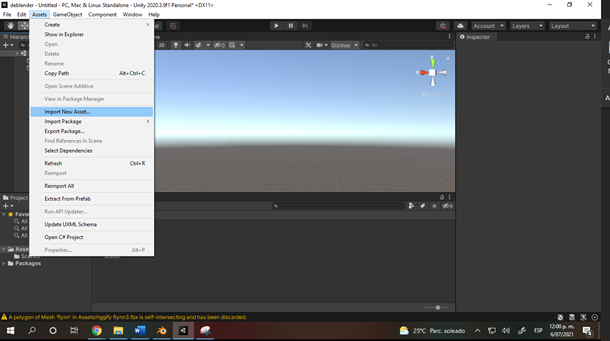 deblender - Untitled - PC, Mac & Linux Standalone - Unity 2020.3.9f1 Personal* <DX11>
File Edit Assets GameObject Component Window Help
Account Layers Layout
Hierarch
Create
Show in Explorer
Open
Delete
Rename
Copy Path Alt+Ctrl+C
Open Scene Additive
View in Package Manager
Import New Asset...
Import Package
Export Package...
Find References In Scene
Select Dependencies
Refresh Ctrl+R
Reimport
Reimport All
Extract From Prefab
Run API Updater...
Update UXML Schema
Open C# Project
Properties... Alt+P
2D
Gizmos
All
Inspector
Project
Favor
All
All
All
Asse
Scenes
Packages
A polygon of Mesh 'flynn' in Assets/riggify flynn3.fbx is self-intersecting and has been discarded.
25°C Parc. soleado
ESP
12:00 p. m.
6/07/2021
4